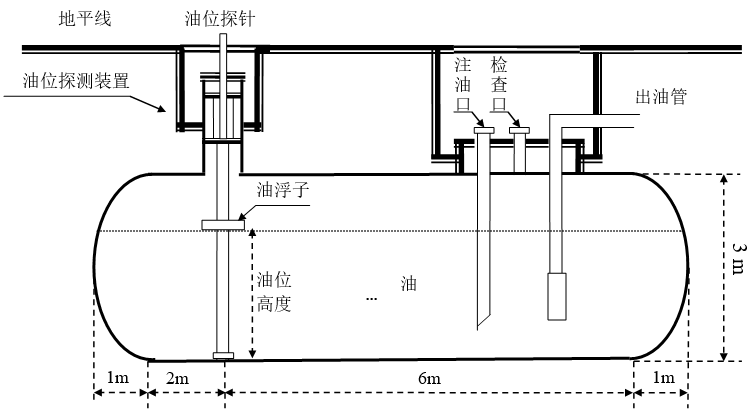 地平线
油位探针
油位探测装置
注油口
检查口
出油管
油浮子
油位高度
... 油
3 m
1m
2m
6m
1m